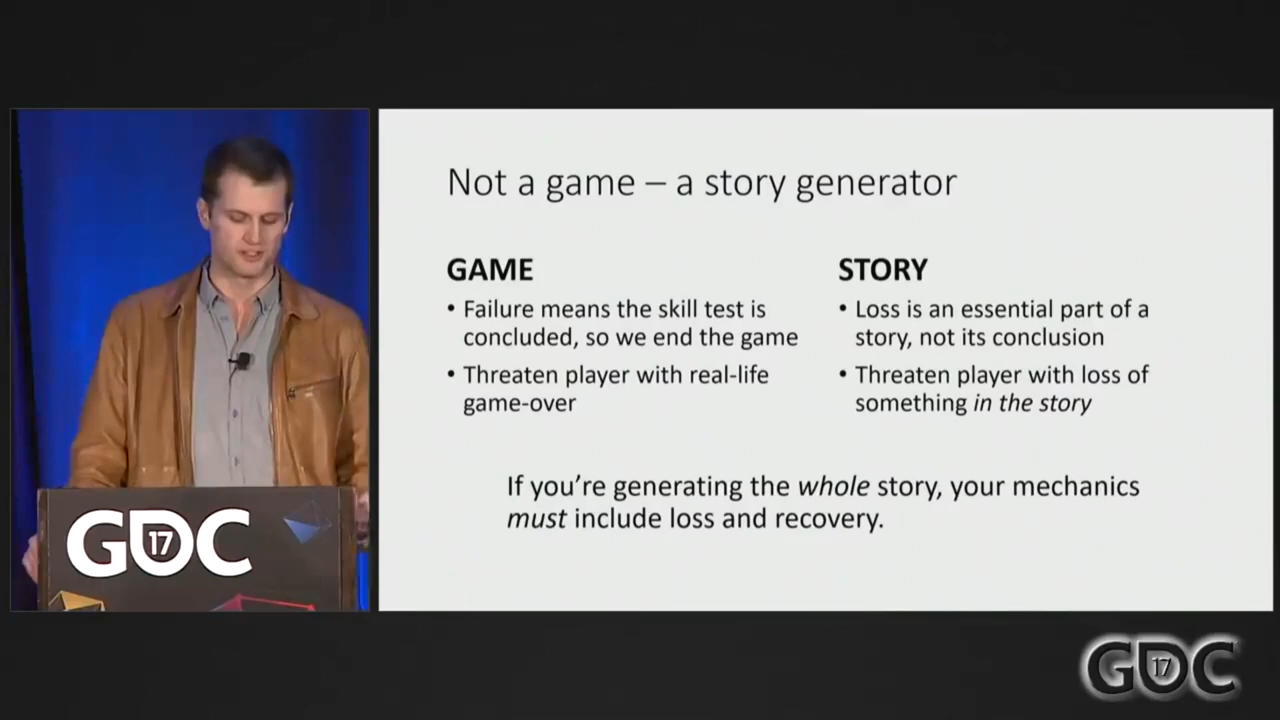 Not a game – a story generator
GAME
• Failure means the skill test is
concluded, so we end the game
• Threaten player with real-life
game-over
STORY
• Loss is an essential part of a
story, not its conclusion
• Threaten player with loss of
something in the story
If you're generating the whole story, your mechanics
must include loss and recovery.
GDC
17
GDC
17